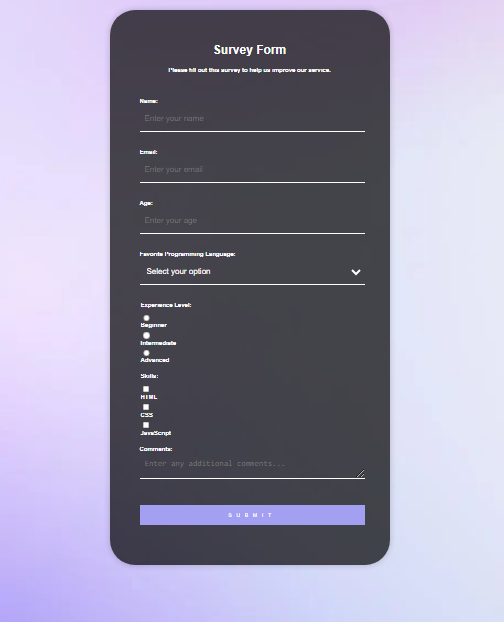 Survey Form
Please fill out this survey to help us improve our service.
Name:
Enter your name
Email:
Enter your email
Age:
Enter your age
Favorite Programming Language:
Select your option
Experience Level:
Beginner
Intermediate
Advanced
Skills:
HTML
CSS
JavaScript
Comments:
Enter any additional comments...
SUBMIT